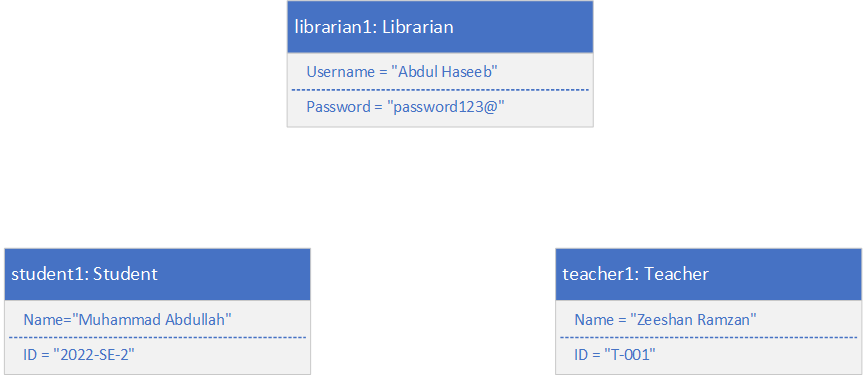 librarian1: Librarian
Username = "Abdul Haseeb"
Password = "password123@"
student1: Student
Name="Muhammad Abdullah"
ID = "2022-SE-2"
teacher1: Teacher
Name = "Zeeshan Ramzan"
ID = "T-001"